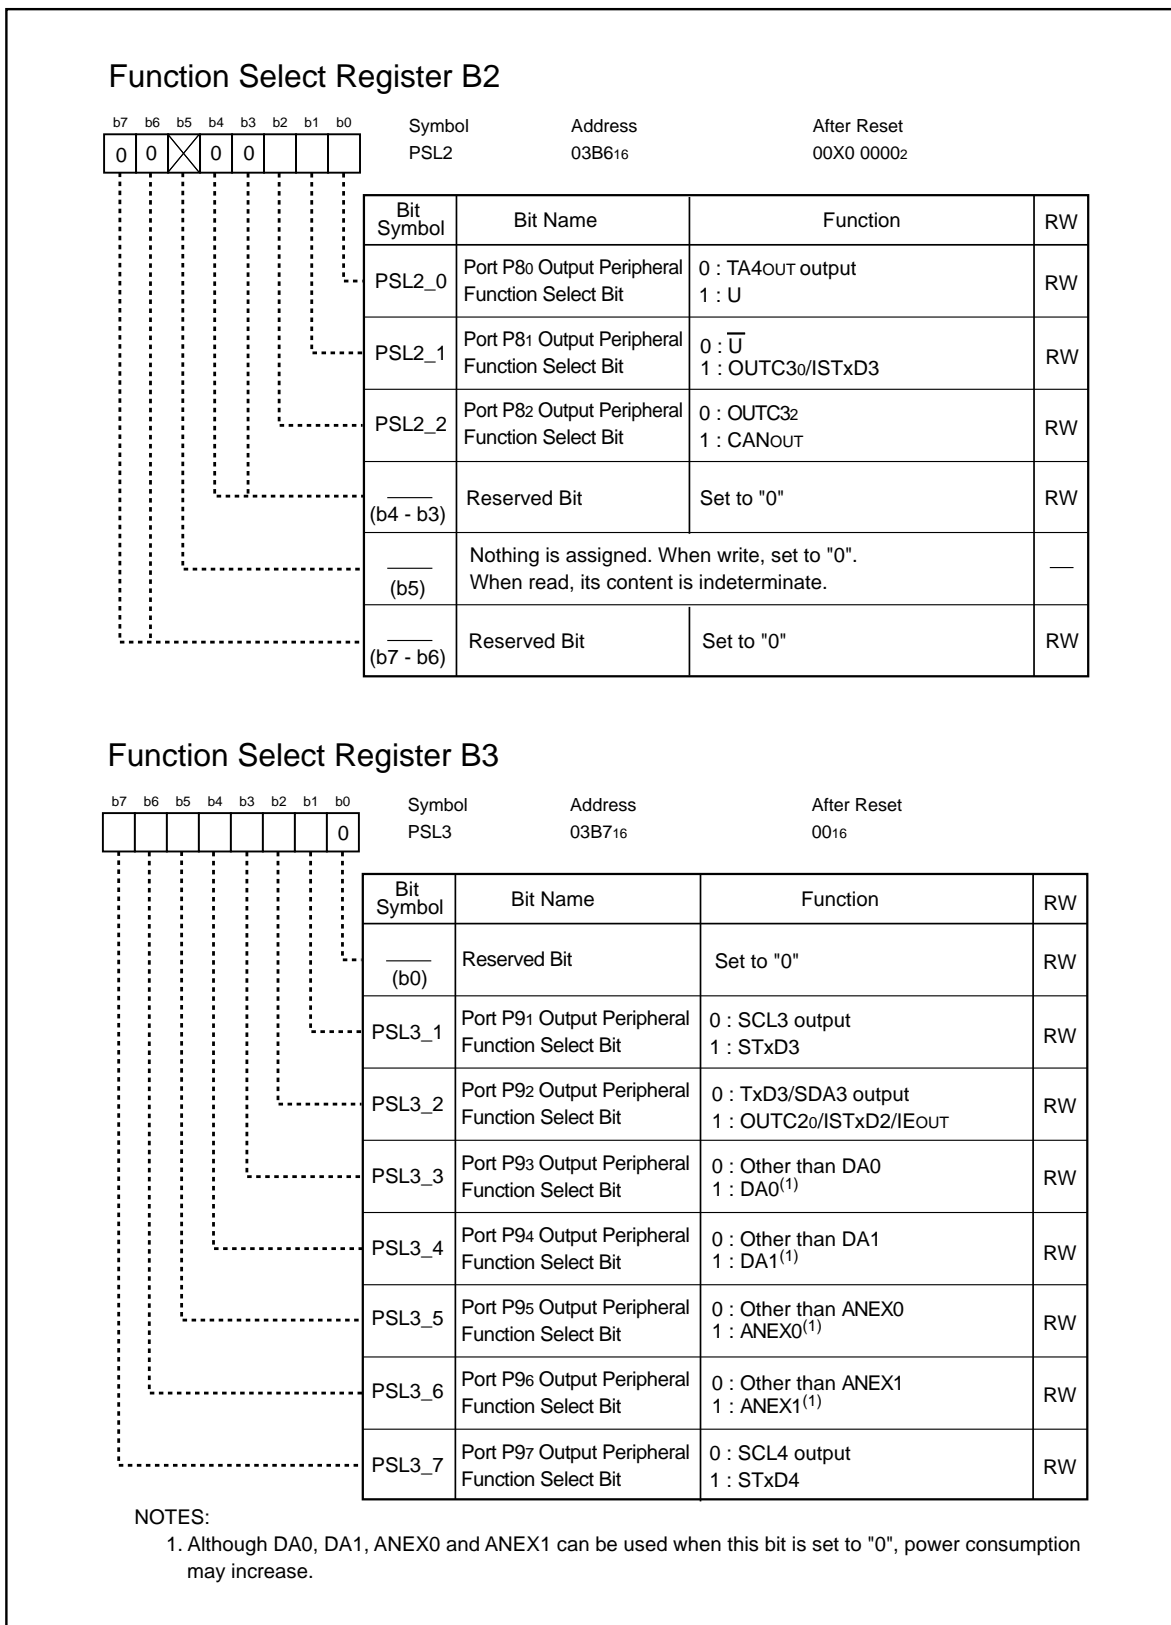 Function Select Register B2
b7 b6 b5 b4 b3 b2 b1 b0
Symbol Address After Reset
0 0 0 0
PSL2 03B616 00X0 00002
Bit Symbol Bit Name Function RW
PSL2_0 Port P80 Output Peripheral Function Select Bit 0 : TA4OUT output 1 : U RW
PSL2_1 Port P81 Output Peripheral Function Select Bit 0 : U̅ 1 : OUTC30/ISTxD3 RW
PSL2_2 Port P82 Output Peripheral Function Select Bit 0 : OUTC32 1 : CANOUT RW
(b4 - b3) Reserved Bit Set to "0" RW
(b5) Nothing is assigned. When write, set to "0". When read, its content is indeterminate. —
(b7 - b6) Reserved Bit Set to "0" RW
Function Select Register B3
b7 b6 b5 b4 b3 b2 b1 b0
Symbol Address After Reset
0
PSL3 03B716 0016
Bit Symbol Bit Name Function RW
(b0) Reserved Bit Set to "0" RW
PSL3_1 Port P91 Output Peripheral Function Select Bit 0 : SCL3 output 1 : STxD3 RW
PSL3_2 Port P92 Output Peripheral Function Select Bit 0 : TxD3/SDA3 output 1 : OUTC20/ISTxD2/IEOUT RW
PSL3_3 Port P93 Output Peripheral Function Select Bit 0 : Other than DA0 1 : DA0(1) RW
PSL3_4 Port P94 Output Peripheral Function Select Bit 0 : Other than DA1 1 : DA1(1) RW
PSL3_5 Port P95 Output Peripheral Function Select Bit 0 : Other than ANEX0 1 : ANEX0(1) RW
PSL3_6 Port P96 Output Peripheral Function Select Bit 0 : Other than ANEX1 1 : ANEX1(1) RW
PSL3_7 Port P97 Output Peripheral Function Select Bit 0 : SCL4 output 1 : STxD4 RW
NOTES:
1. Although DA0, DA1, ANEX0 and ANEX1 can be used when this bit is set to "0", power consumption
may increase.